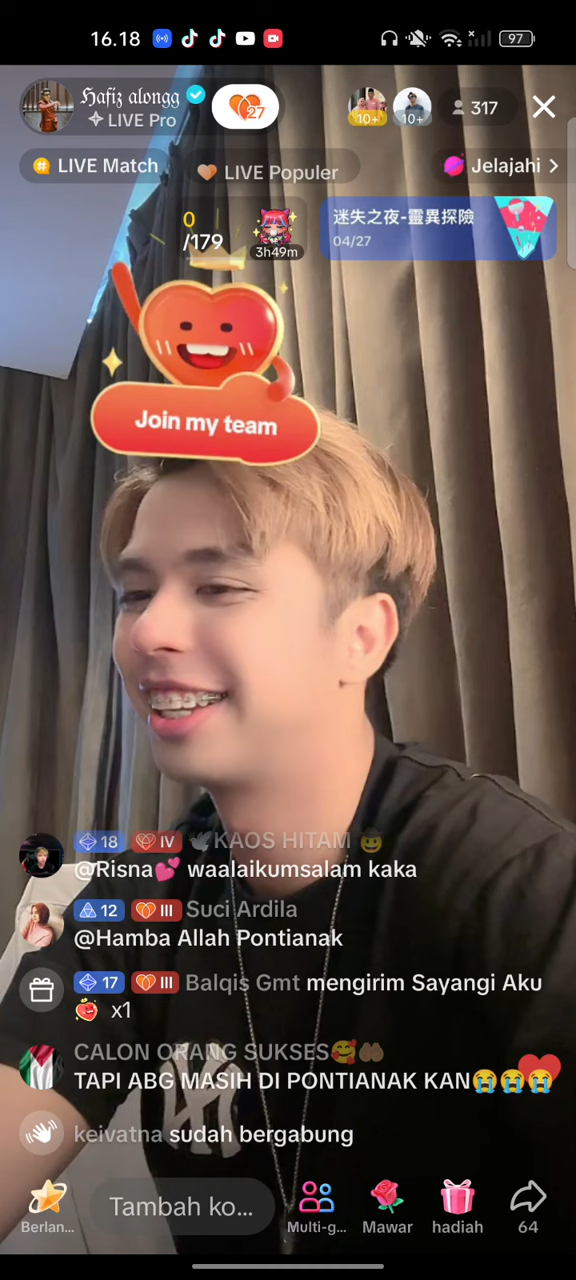 16.18
97
𝔥afiz alongg
LIVE Pro
27
10+
10+
317
LIVE Match
LIVE Populer
Jelajahi
0
/179
3h49m
迷失之夜-靈異探險
04/27
Join my team
18 IV 🕊KAOS HITAM 😈
@Risna💕 waalaikumsalam kaka
12 III Suci Ardila
@Hamba Allah Pontianak
17 III Balqis Gmt mengirim Sayangi Aku
x1
CALON ORANG SUKSES🥰🤲🏽
TAPI ABG MASIH DI PONTIANAK KAN😭😭😭
keivatna sudah bergabung
Berlan...
Tambah ko...
Multi-g...
Mawar
hadiah
64